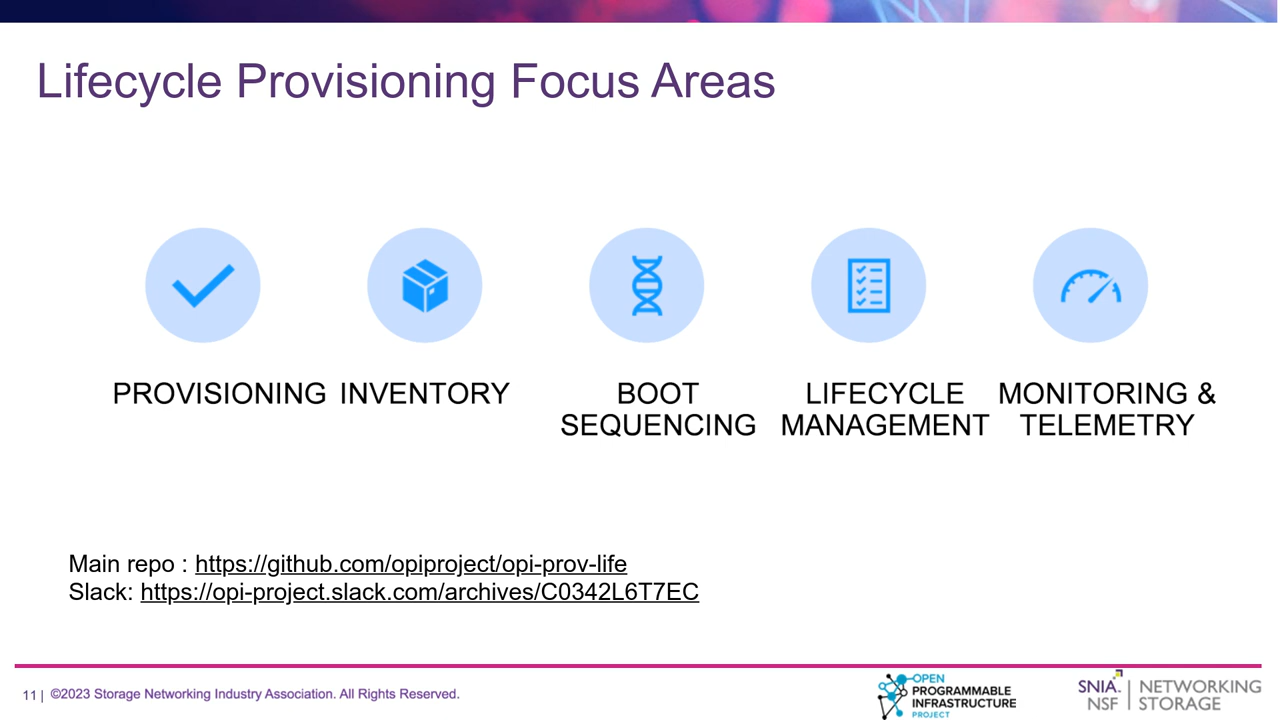 Lifecycle Provisioning Focus Areas
PROVISIONING
INVENTORY
BOOT
SEQUENCING
LIFECYCLE
MANAGEMENT
MONITORING &
TELEMETRY
Main repo : https://github.com/opiproject/opi-prov-life
Slack: https://opi-project.slack.com/archives/C0342L6T7EC
11 | ©2023 Storage Networking Industry Association. All Rights Reserved.
OPEN
PROGRAMMABLE
INFRASTRUCTURE
PROJECT
SNIA. | NETWORKING
NSF | STORAGE